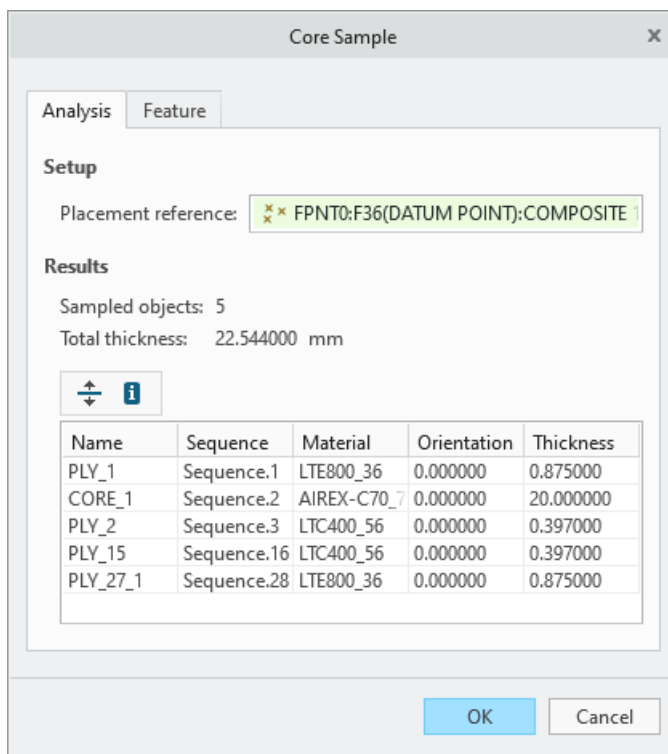 Core Sample
Analysis Feature
Setup
Placement reference: FPNT0:F36(DATUM POINT):COMPOSITE
Results
Sampled objects: 5
Total thickness: 22.544000 mm
Name Sequence Material Orientation Thickness
PLY_1 Sequence.1 LTE800_36 0.000000 0.875000
CORE_1 Sequence.2 AIREX-C70_7 0.000000 20.000000
PLY_2 Sequence.3 LTC400_56 0.000000 0.397000
PLY_15 Sequence.16 LTC400_56 0.000000 0.397000
PLY_27_1 Sequence.28 LTE800_36 0.000000 0.875000
OK Cancel